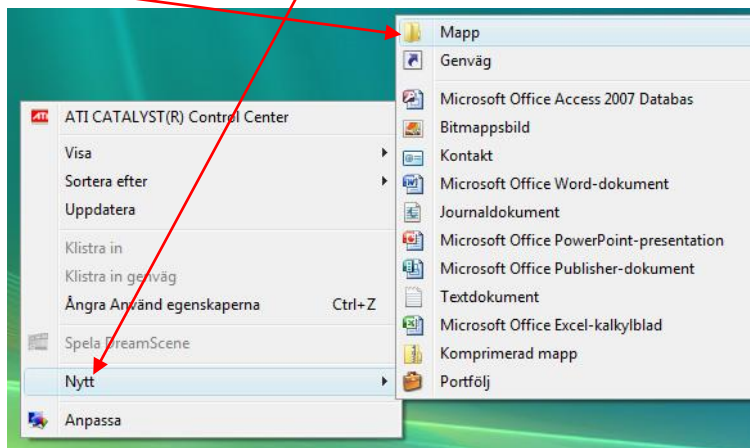 ATI CATALYST(R) Control Center
Visa
Sortera efter
Uppdatera
Klistra in
Klistra in genväg
Ångra Använd egenskaperna Ctrl+Z
Spela DreamScene
Nytt
Anpassa
Mapp
Genväg
Microsoft Office Access 2007 Databas
Bitmappsbild
Kontakt
Microsoft Office Word-dokument
Journaldokument
Microsoft Office PowerPoint-presentation
Microsoft Office Publisher-dokument
Textdokument
Microsoft Office Excel-kalkylblad
Komprimerad mapp
Portfölj